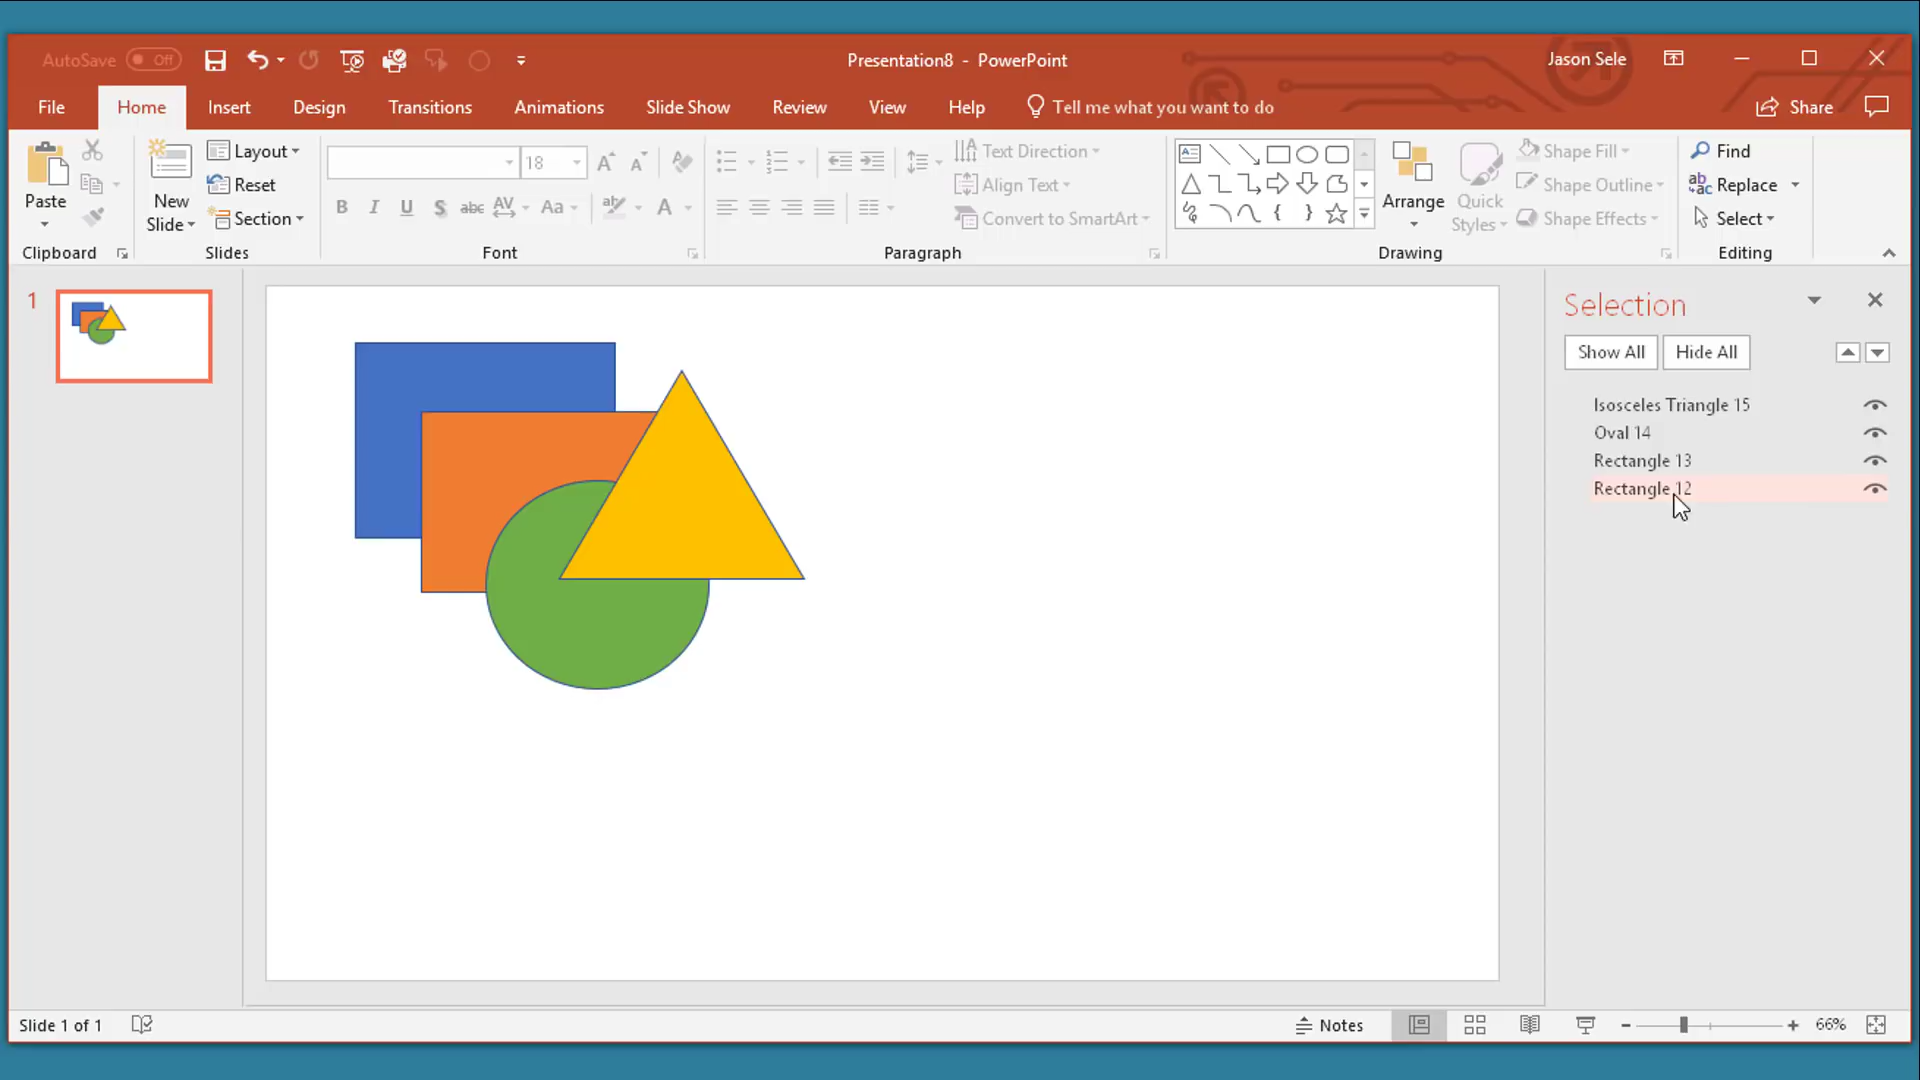 AutoSave Off
Presentation8 - PowerPoint
Jason Sele
File Home Insert Design Transitions Animations Slide Show Review View Help Tell me what you want to do Share
Paste
Clipboard
New Slide
Layout
Reset
Section
Slides
18
A A
B I U S abc AV Aa A
Font
Text Direction
Align Text
Convert to SmartArt
Paragraph
Arrange
Quick Styles
Shape Fill
Shape Outline
Shape Effects
Drawing
Find
Replace
Select
Editing
1
Selection
Show All Hide All
Isosceles Triangle 15
Oval 14
Rectangle 13
Rectangle 12
Slide 1 of 1
Notes
66%